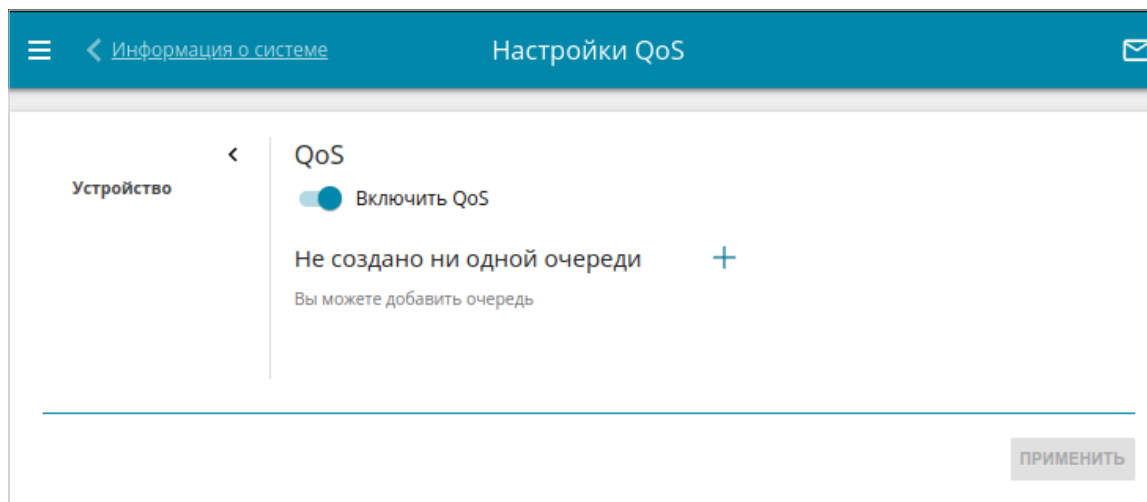 Информация о системе
Настройки QoS
QoS
Устройство
Включить QoS
Не создано ни одной очереди
Вы можете добавить очередь
ПРИМЕНИТЬ